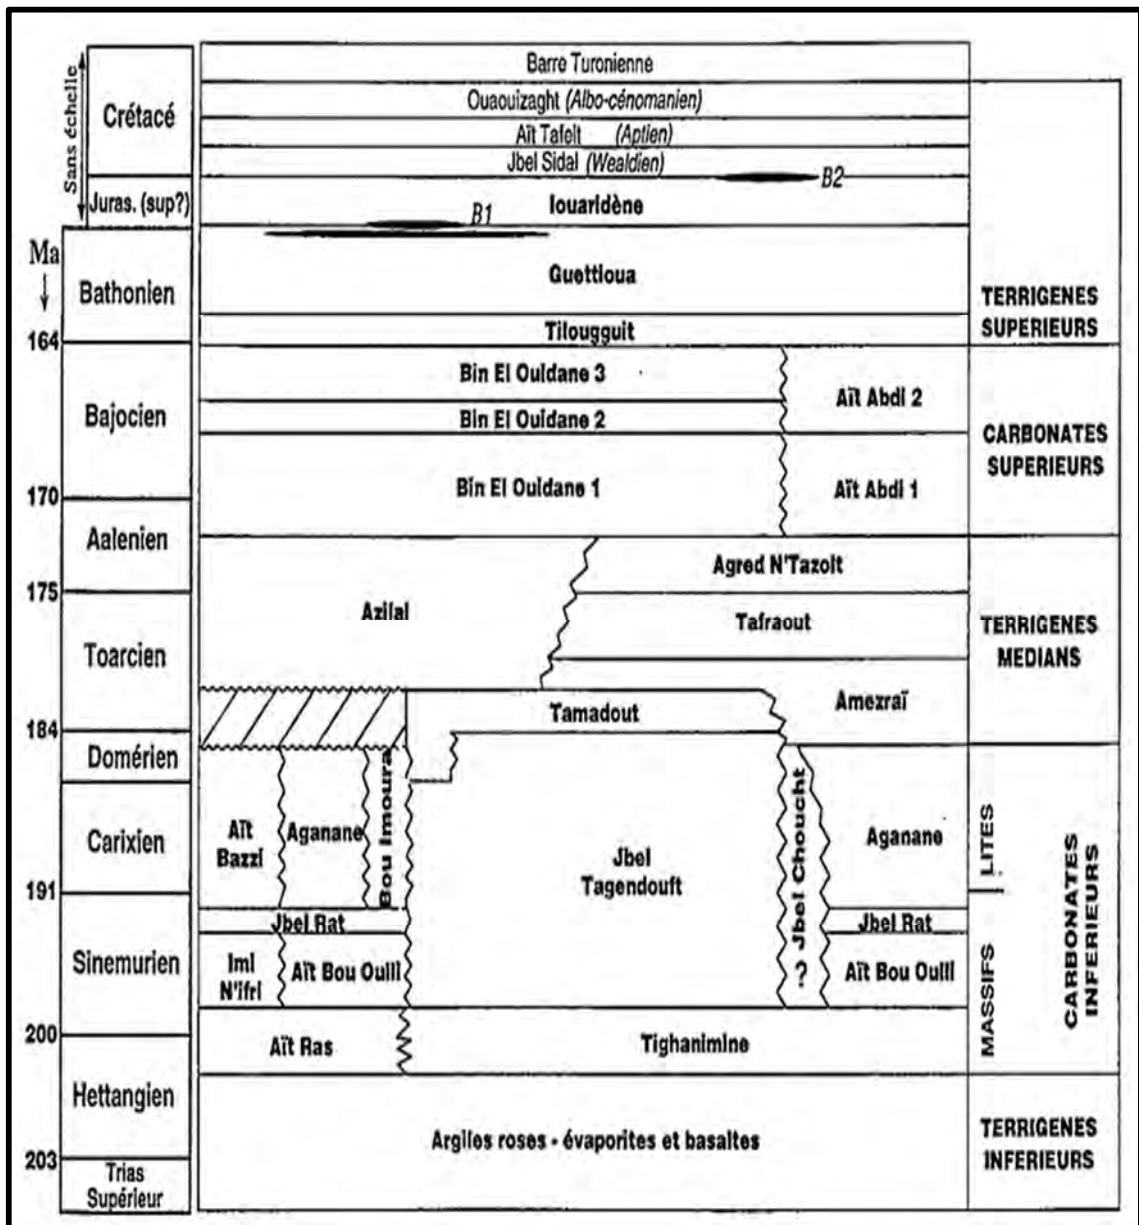 Sans échelle
Crétacé
Juras. (sup?)
Ma
Bathonien
164
Bajocien
170
Aalenien
175
Toarcien
184
Domérien
Carixien
191
Sinemurien
200
Hettangien
203
Trias
Supérieur
Barre Turonienne
Ouaouizaght (Albo-cénomanien)
Aït Tafelt (Aptien)
Jbel Sidal (Wealdien)
B2
Iouaridène
B1
Guettioua
Tilougguit
Bin El Ouidane 3
Bin El Ouidane 2
Bin El Ouidane 1
Aït Abdi 2
Aït Abdi 1
Azilal
Agred N'Tazolt
Tafraout
Amezraï
Tamadout
Aït
Bazzi
Aganane
Bou Imoura
Jbel
Tagendouft
? Jbel Choucht
Aganane
Jbel Rat
Jbel Rat
Imi
N'ifri
Aït Bou Oulli
Aït Bou Oulli
Aït Ras
Tighanimine
Argiles roses - évaporites et basaltes
TERRIGENES
SUPERIEURS
CARBONATES
SUPERIEURS
TERRIGENES
MEDIANS
LITES
MASSIFS
CARBONATES
INFERIEURS
TERRIGENES
INFERIEURS